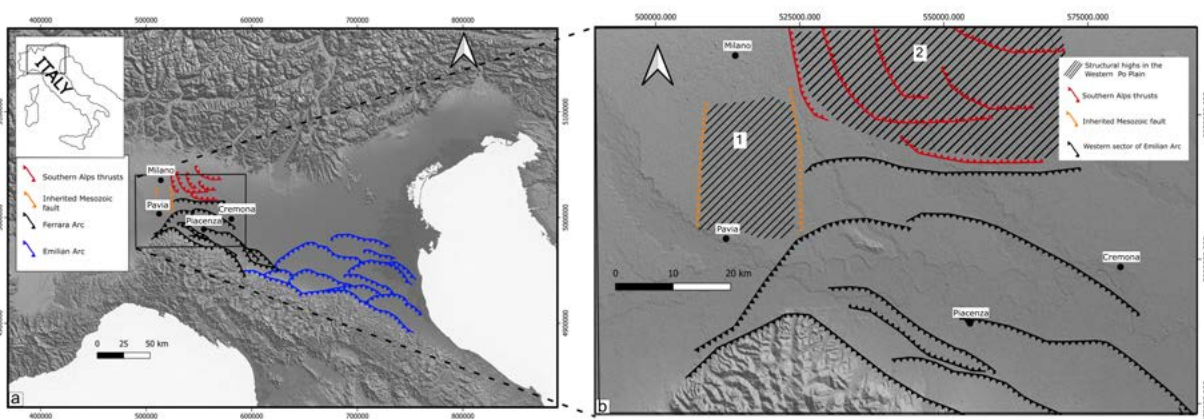 400000 500000 600000 700000 800000
ITALY
Southern Alps thrusts
Inherited Mesozoic
fault
Ferrara Arc
Emilian Arc
Milano
Pavia
Cremona
Piacenza
0 25 50 km
a
5100000
5000000
4900000
400000 500000 600000 700000 800000
500000.000 525000.000 550000.000 575000.000
Milano
2
1
Pavia
Structural highs in the
Western Po Plain
Southern Alps thrusts
Inherited Mesozoic fault
Western sector of Emilian Arc
0 10 20 km
Cremona
Piacenza
b